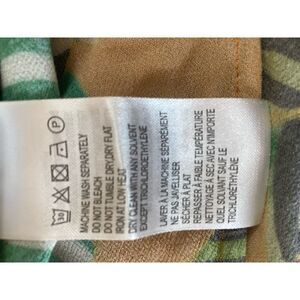 30
P
MACHINE WASH SEPARATELY
DO NOT BLEACH
DO NOT TUMBLE DRY, DRY FLAT
IRON AT LOW HEAT
DRY CLEAN WITH ANY SOLVENT
EXCEPT TRICHLOROETHYLENE
LAVER À LA MACHINE SÉPARÉMENT
NE PAS JAVELLISER
SÉCHER À PLAT
REPASSER À FAIBLE TEMPÉRATURE
NETTOYAGE À SEC AVEC N'IMPORTE
QUEL SOLVANT SAUF LE
TRICHLORÉTHYLÈNE